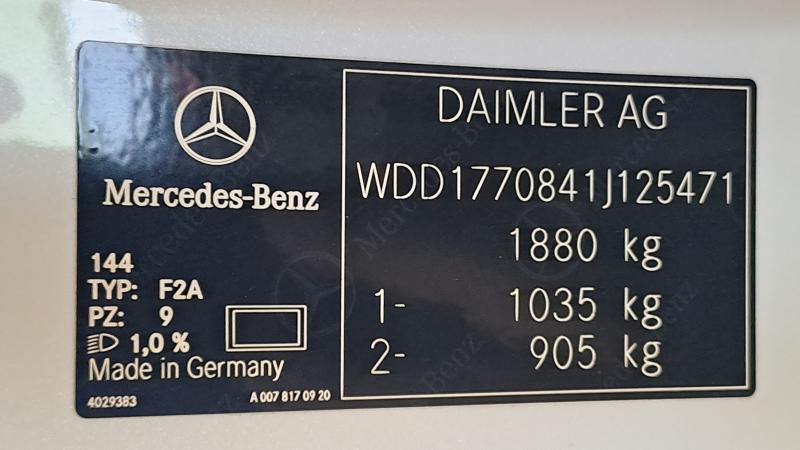 Mercedes-Benz
144
TYP: F2A
PZ: 9
1,0 %
Made in Germany
4029383
A 007 817 09 20
DAIMLER AG
WDD1770841J125471
1880 kg
1- 1035 kg
2- 905 kg